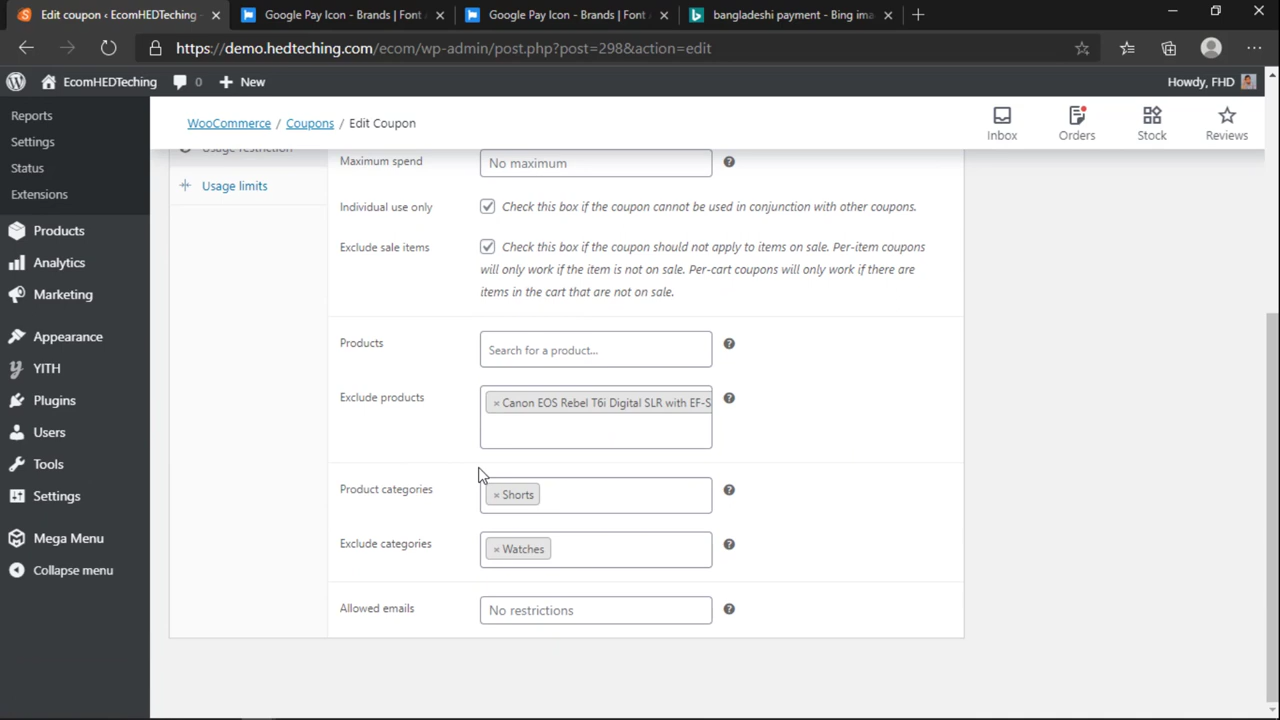 Edit coupon ‹ EcomHEDTeching
Google Pay Icon - Brands | Font
Google Pay Icon - Brands | Font
bangladeshi payment - Bing ima
https://demo.hedteching.com/ecom/wp-admin/post.php?post=298&action=edit
EcomHEDTeching 0 New Howdy, FHD
Reports
Settings
Status
Extensions
Products
Analytics
Marketing
Appearance
YITH
Plugins
Users
Tools
Settings
Mega Menu
Collapse menu
WooCommerce / Coupons / Edit Coupon
Inbox
Orders
Stock
Reviews
Usage restriction
Usage limits
Maximum spend
No maximum
Individual use only
Check this box if the coupon cannot be used in conjunction with other coupons.
Exclude sale items
Check this box if the coupon should not apply to items on sale. Per-item coupons
will only work if the item is not on sale. Per-cart coupons will only work if there are
items in the cart that are not on sale.
Products
Search for a product...
Exclude products
× Canon EOS Rebel T6i Digital SLR with EF-S
Product categories
× Shorts
Exclude categories
× Watches
Allowed emails
No restrictions